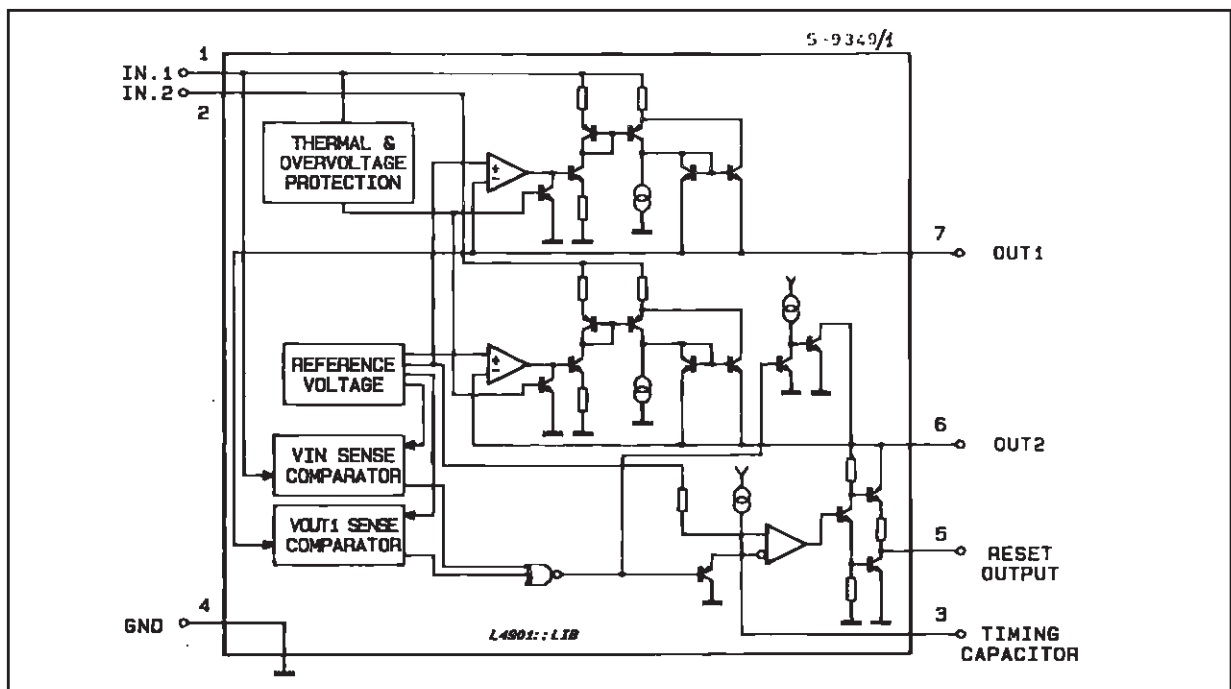 S-9349/1
1
IN.1
IN.2
2
THERMAL &
OVERVOLTAGE
PROTECTION
+
-
7
OUT1
REFERENCE
VOLTAGE
+
-
6
OUT2
VIN SENSE
COMPARATOR
VOUT1 SENSE
COMPARATOR
5
RESET
OUTPUT
4
GND
3
TIMING
CAPACITOR
L4901::LIB